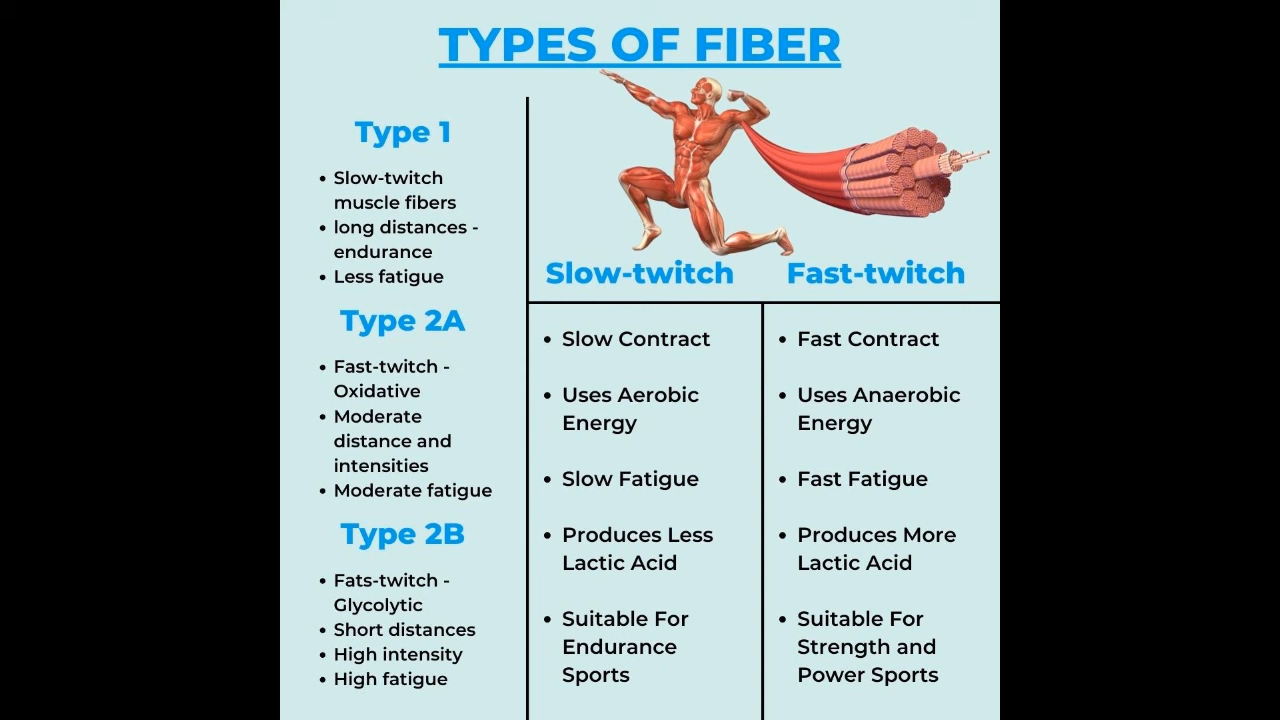 TYPES OF FIBER
Type 1
• Slow-twitch
muscle fibers
• long distances -
endurance
• Less fatigue
Type 2A
• Fast-twitch -
Oxidative
• Moderate
distance and
intensities
• Moderate fatigue
Type 2B
• Fats-twitch -
Glycolytic
• Short distances
• High intensity
• High fatigue
Slow-twitch
• Slow Contract
• Uses Aerobic
Energy
• Slow Fatigue
• Produces Less
Lactic Acid
• Suitable For
Endurance
Sports
Fast-twitch
• Fast Contract
• Uses Anaerobic
Energy
• Fast Fatigue
• Produces More
Lactic Acid
• Suitable For
Strength and
Power Sports